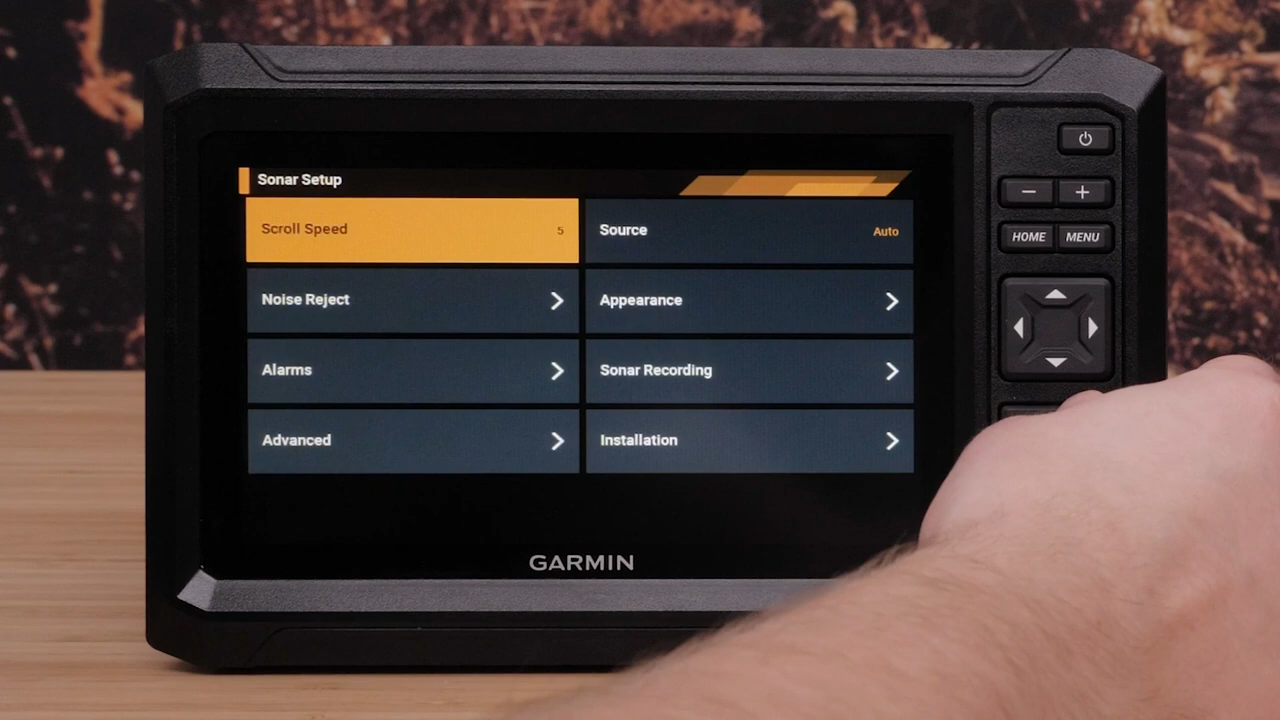 Sonar Setup
Scroll Speed 5
Source Auto
Noise Reject
Appearance
Alarms
Sonar Recording
Advanced
Installation
GARMIN
HOME MENU